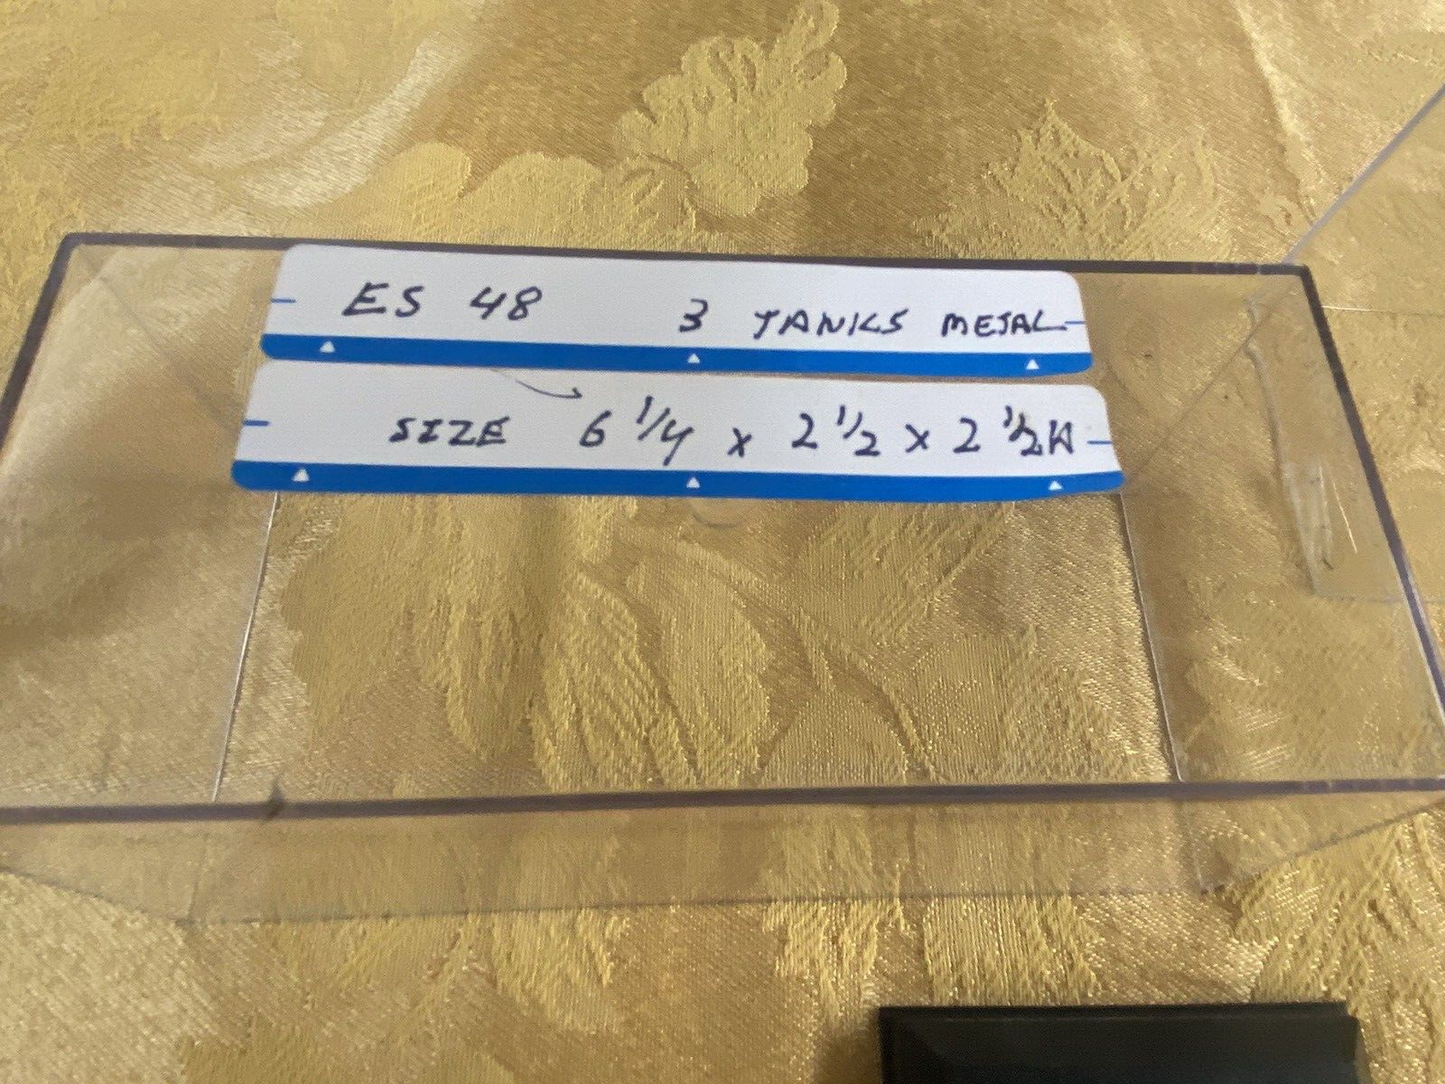 ES 48 3 TANKS METAL
SIZE 6 1/4 x 2 1/2 x 2 1/2 H